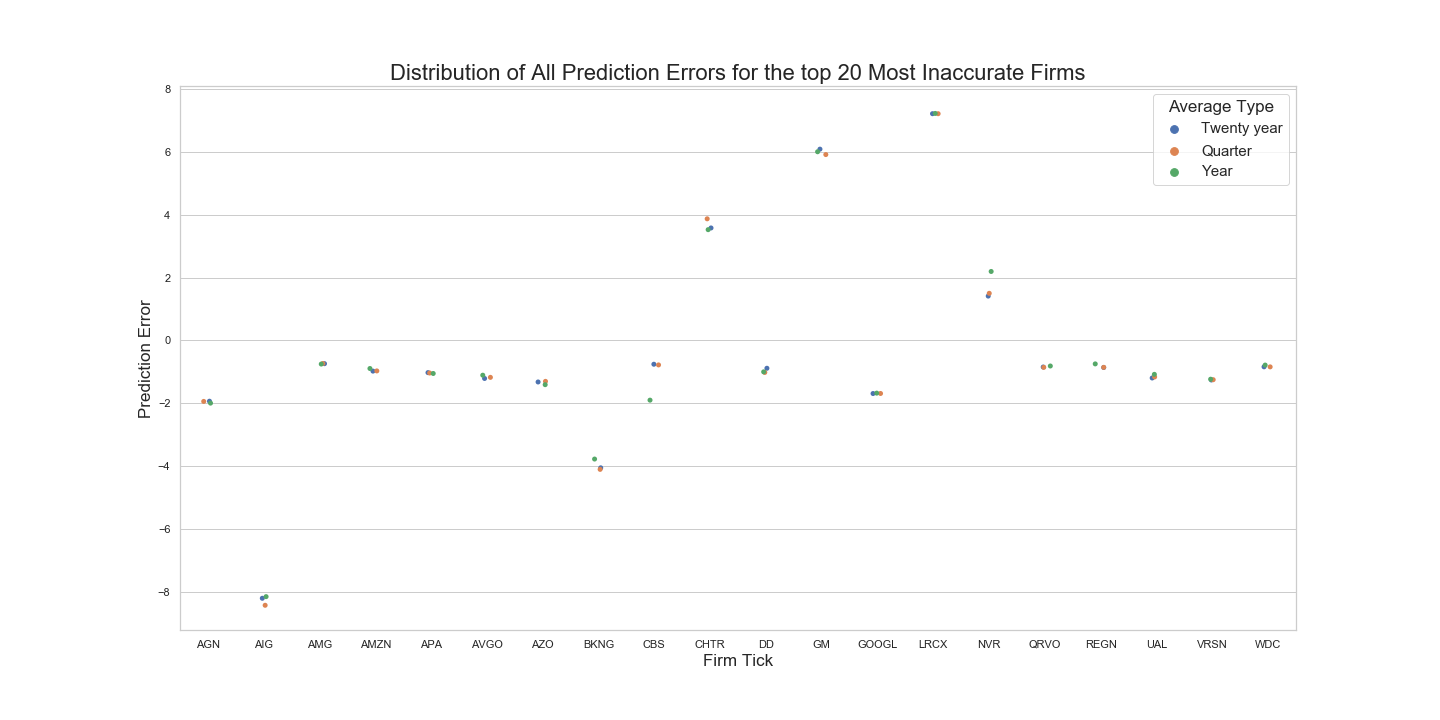 Distribution of All Prediction Errors for the top 20 Most Inaccurate Firms
Average Type
Twenty year
Quarter
Year
8
6
4
2
0
−2
−4
−6
−8
Prediction Error
AGN AIG AMG AMZN APA AVGO AZO BKNG CBS CHTR DD GM GOOGL LRCX NVR QRVO REGN UAL VRSN WDC
Firm Tick